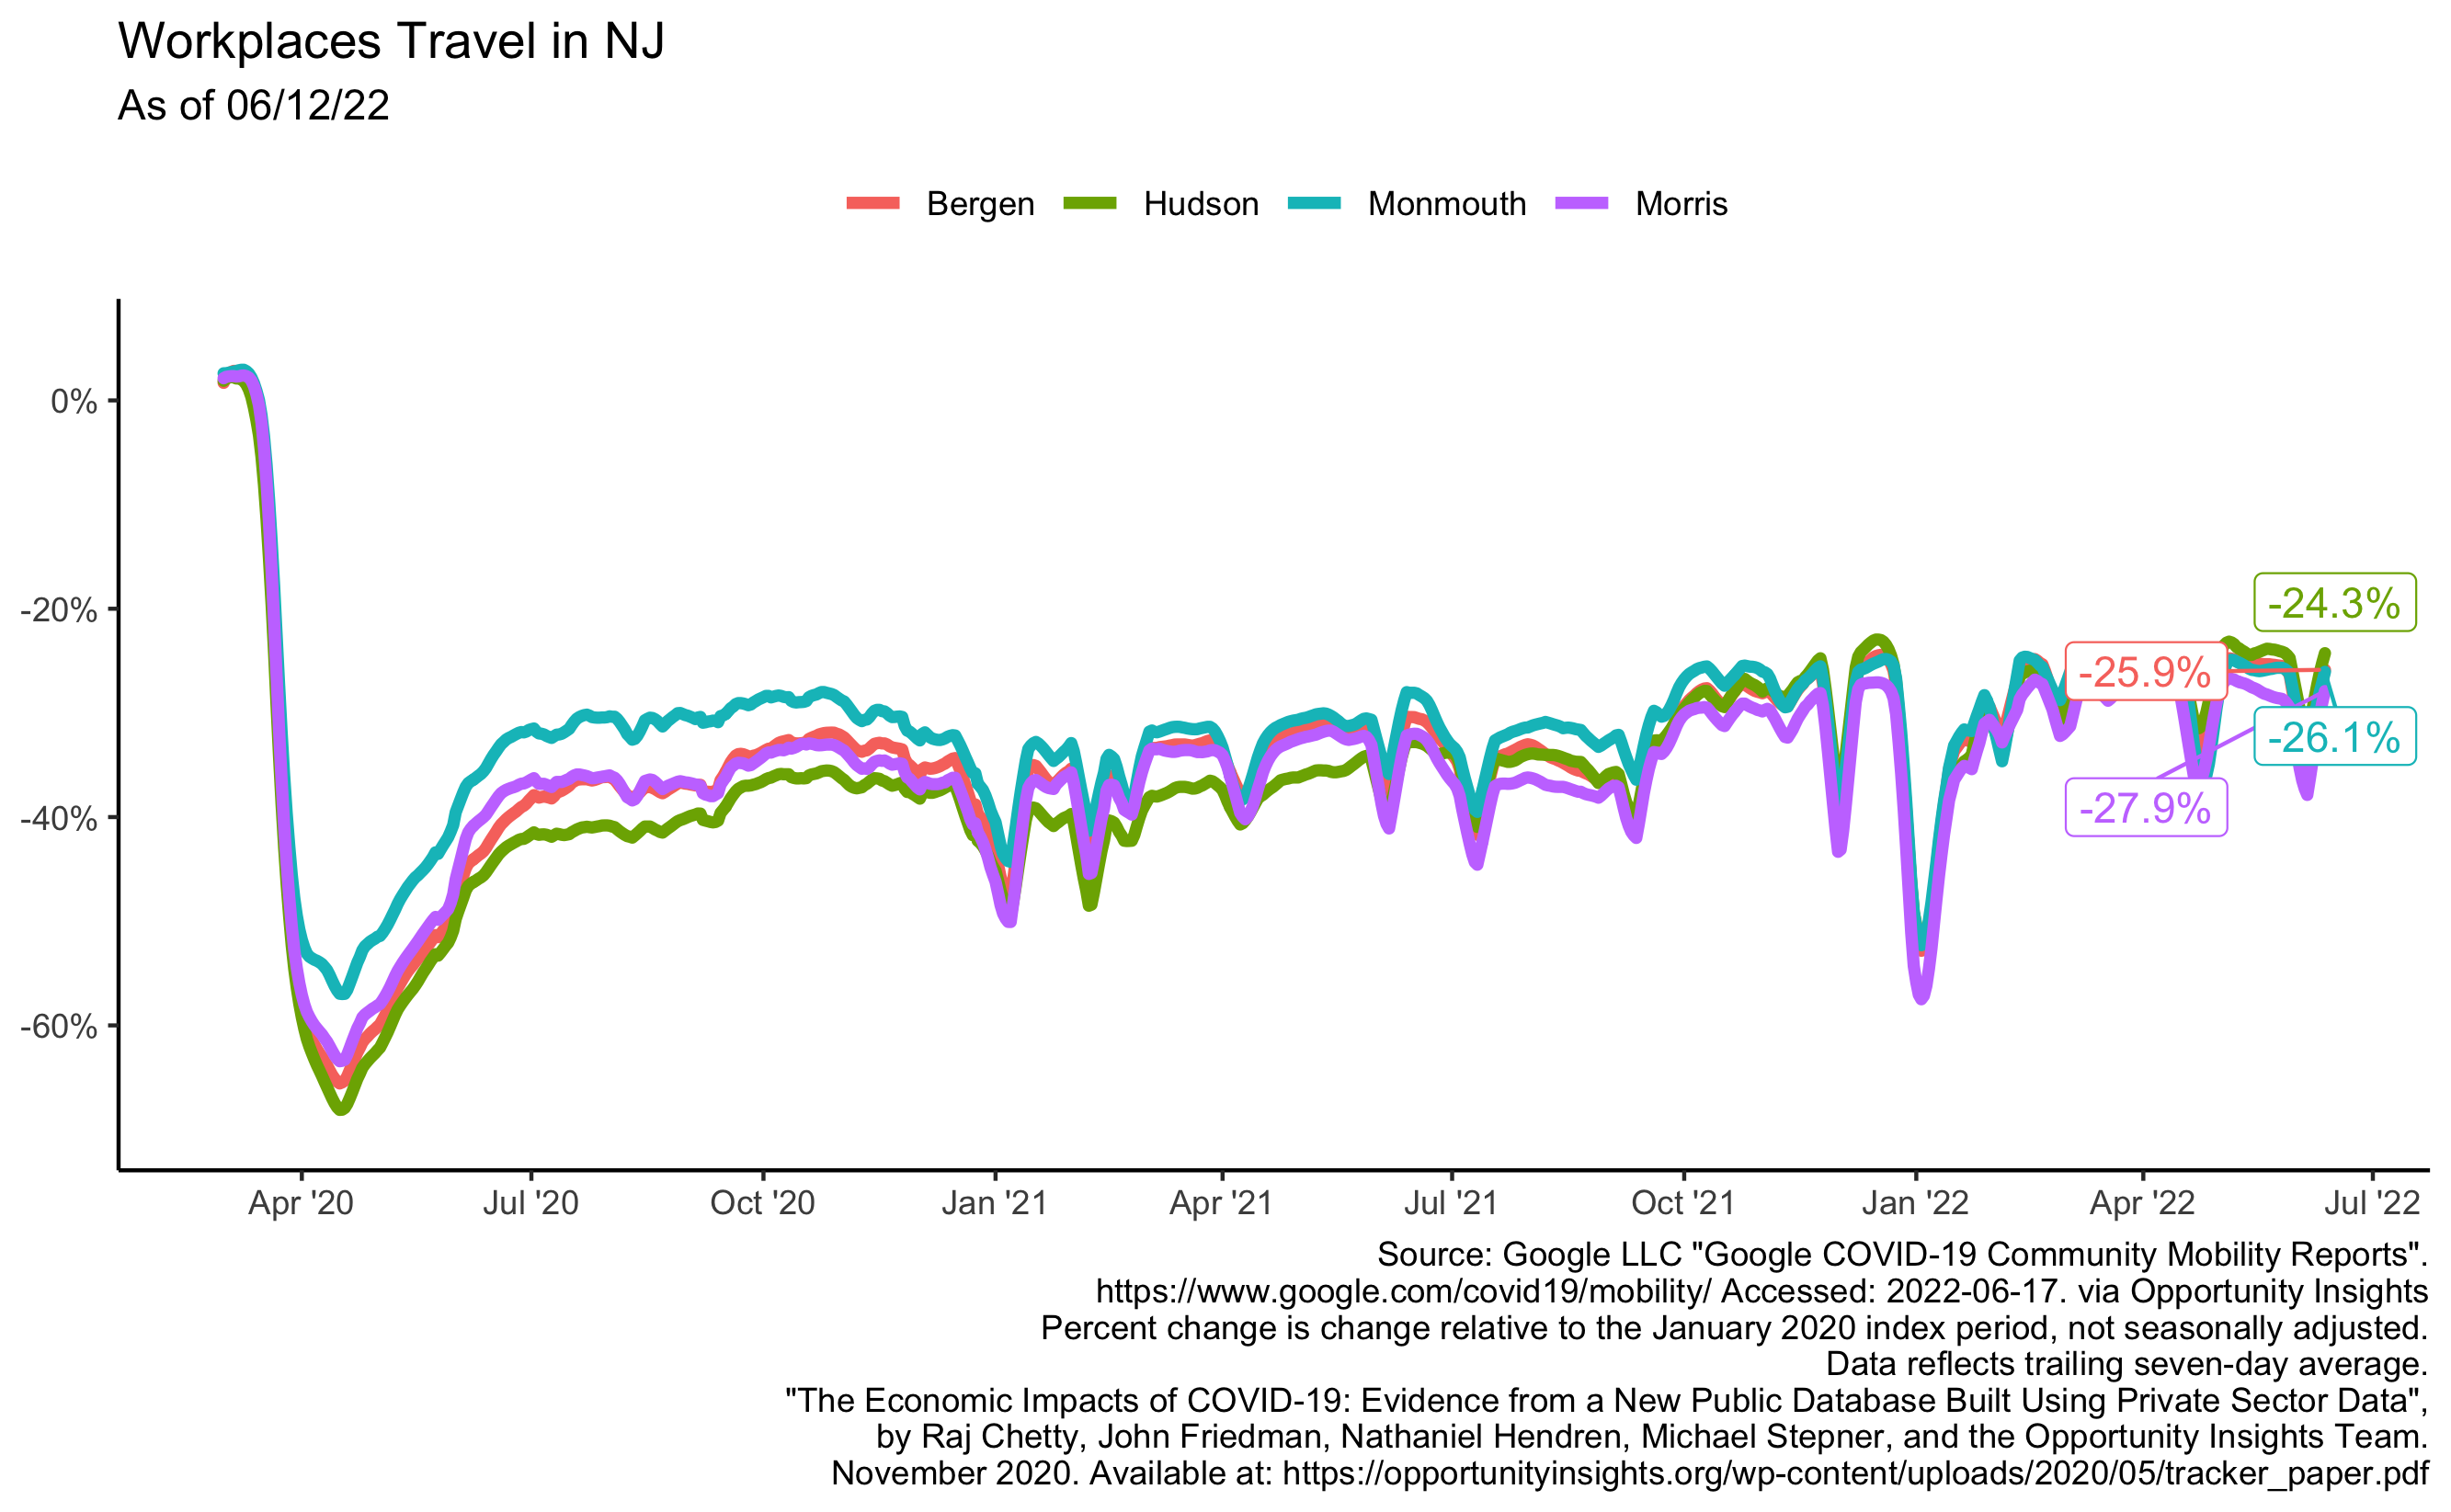 Workplaces Travel in NJ
As of 06/12/22
Bergen Hudson Monmouth Morris
0%
-20%
-40%
-60%
-24.3%
-25.9%
-26.1%
-27.9%
Apr '20 Jul '20 Oct '20 Jan '21 Apr '21 Jul '21 Oct '21 Jan '22 Apr '22 Jul '22
Source: Google LLC "Google COVID-19 Community Mobility Reports".
https://www.google.com/covid19/mobility/ Accessed: 2022-06-17. via Opportunity Insights
Percent change is change relative to the January 2020 index period, not seasonally adjusted.
Data reflects trailing seven-day average.
"The Economic Impacts of COVID-19: Evidence from a New Public Database Built Using Private Sector Data",
by Raj Chetty, John Friedman, Nathaniel Hendren, Michael Stepner, and the Opportunity Insights Team.
November 2020. Available at: https://opportunityinsights.org/wp-content/uploads/2020/05/tracker_paper.pdf